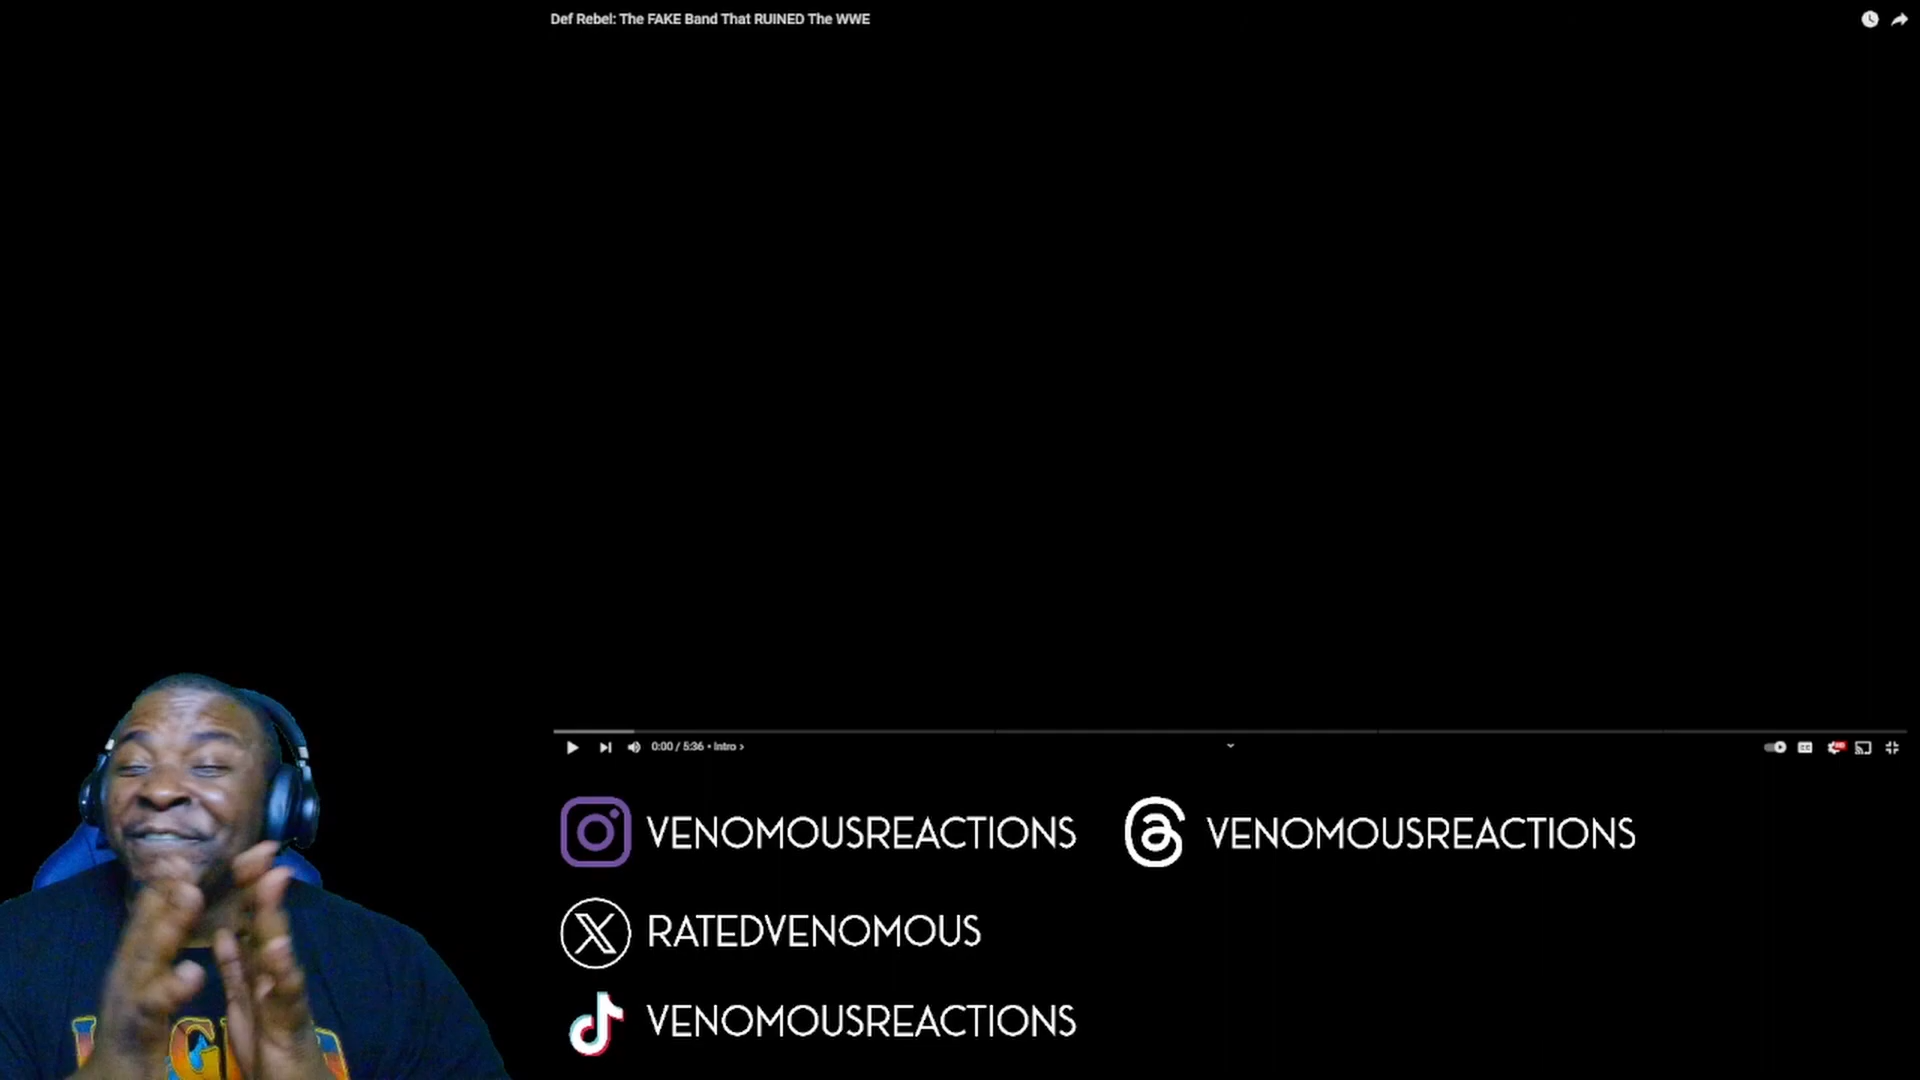 Def Rebel: The FAKE Band That RUINED The WWE
0:00 / 5:36 • Intro ›
VENOMOUSREACTIONS
VENOMOUSREACTIONS
RATEDVENOMOUS
VENOMOUSREACTIONS